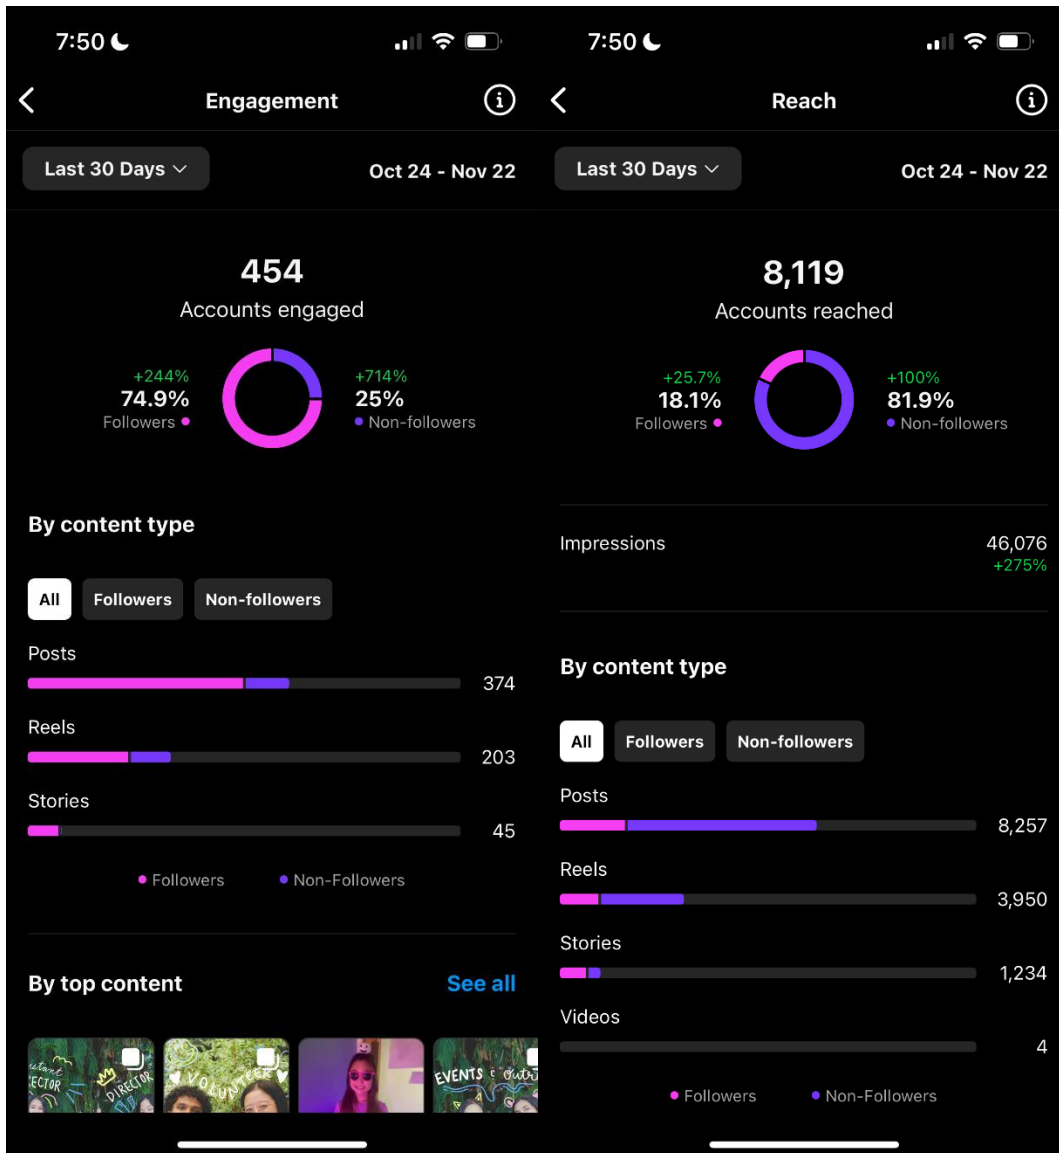 7:50
Engagement
Last 30 Days
Oct 24 - Nov 22
454
Accounts engaged
+244%
74.9%
Followers
+714%
25%
Non-followers
By content type
All Followers Non-followers
Posts
374
Reels
203
Stories
45
Followers Non-Followers
By top content See all
DIRECTOR
VOLUNTEER
EVENTS &
7:50
Reach
Last 30 Days
Oct 24 - Nov 22
8,119
Accounts reached
+25.7%
18.1%
Followers
+100%
81.9%
Non-followers
Impressions 46,076
+275%
By content type
All Followers Non-followers
Posts
8,257
Reels
3,950
Stories
1,234
Videos
4
Followers Non-Followers